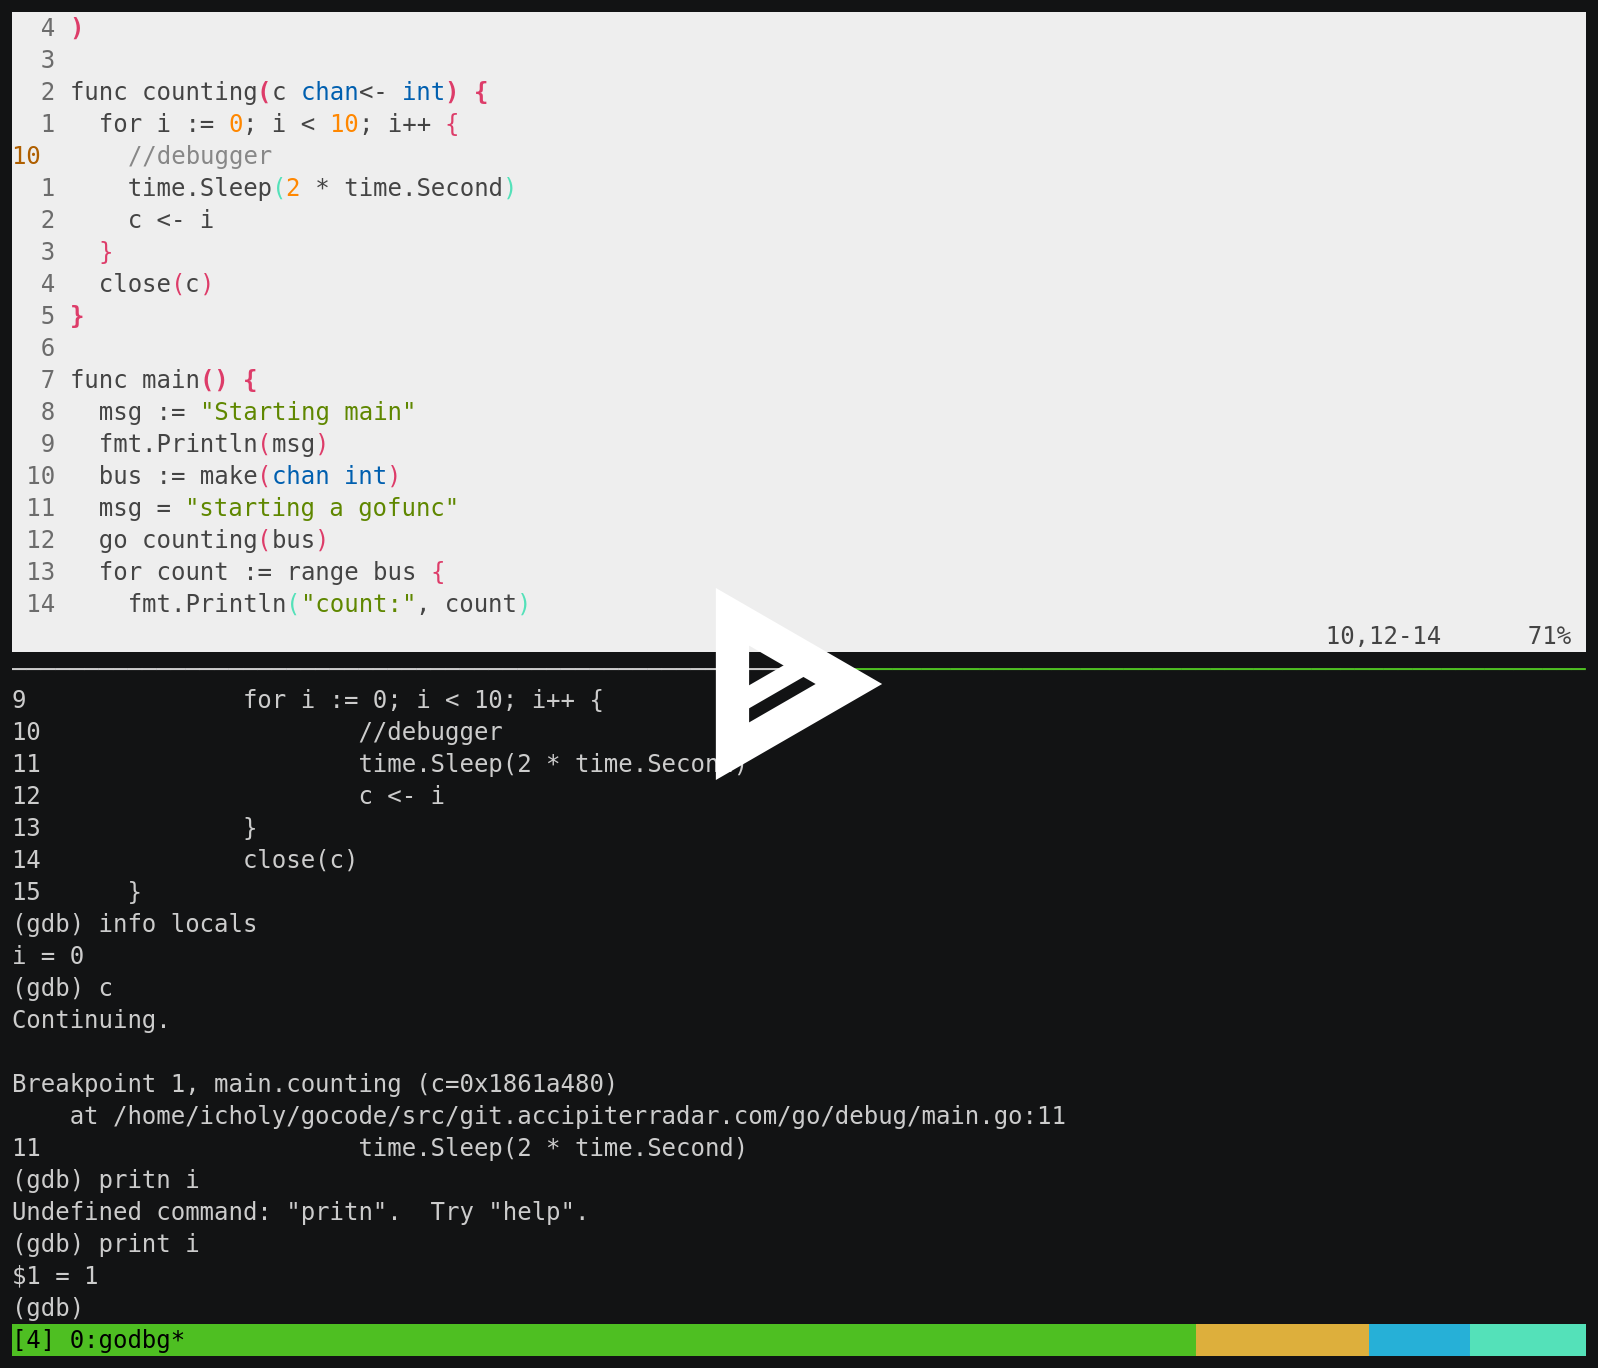 4 )
3
2 func counting(c chan<- int) {
1   for i := 0; i < 10; i++ {
10      //debugger
1     time.Sleep(2 * time.Second)
2     c <- i
3   }
4   close(c)
5 }
6
7 func main() {
8   msg := "Starting main"
9   fmt.Println(msg)
10   bus := make(chan int)
11   msg = "starting a gofunc"
12   go counting(bus)
13   for count := range bus {
14     fmt.Println("count:", count)
10,12-14      71%
9               for i := 0; i < 10; i++ {
10                      //debugger
11                      time.Sleep(2 * time.Second)
12                      c <- i
13              }
14              close(c)
15      }
(gdb) info locals
i = 0
(gdb) c
Continuing.

Breakpoint 1, main.counting (c=0x1861a480)
    at /home/icholy/gocode/src/git.accipiterradar.com/go/debug/main.go:11
11                      time.Sleep(2 * time.Second)
(gdb) pritn i
Undefined command: "pritn".  Try "help".
(gdb) print i
$1 = 1
(gdb)
[4] 0:godbg*